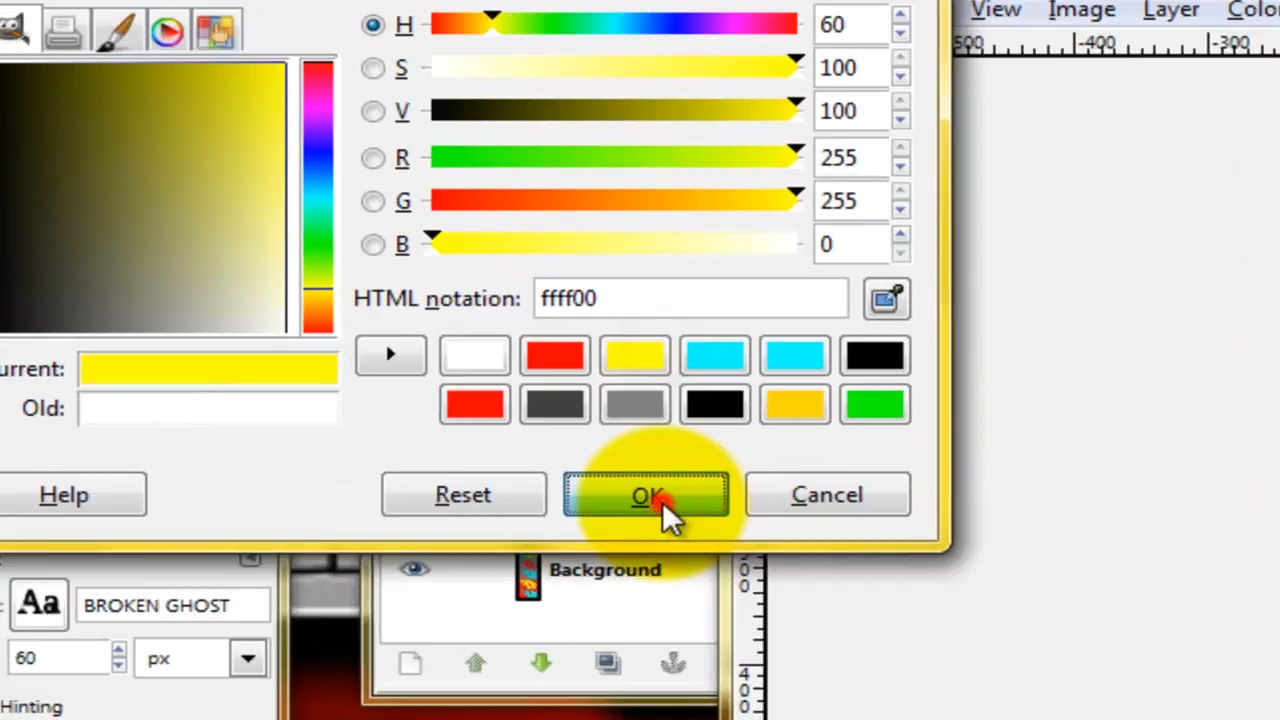 View Image Layer
H 60
500 -400 -300
S 100
V 100
R 255
G 255
B 0
HTML notation: ffff00
urrent:
Old:
Help Reset OK Cancel
Background
Aa BROKEN GHOST
60 px
Hinting